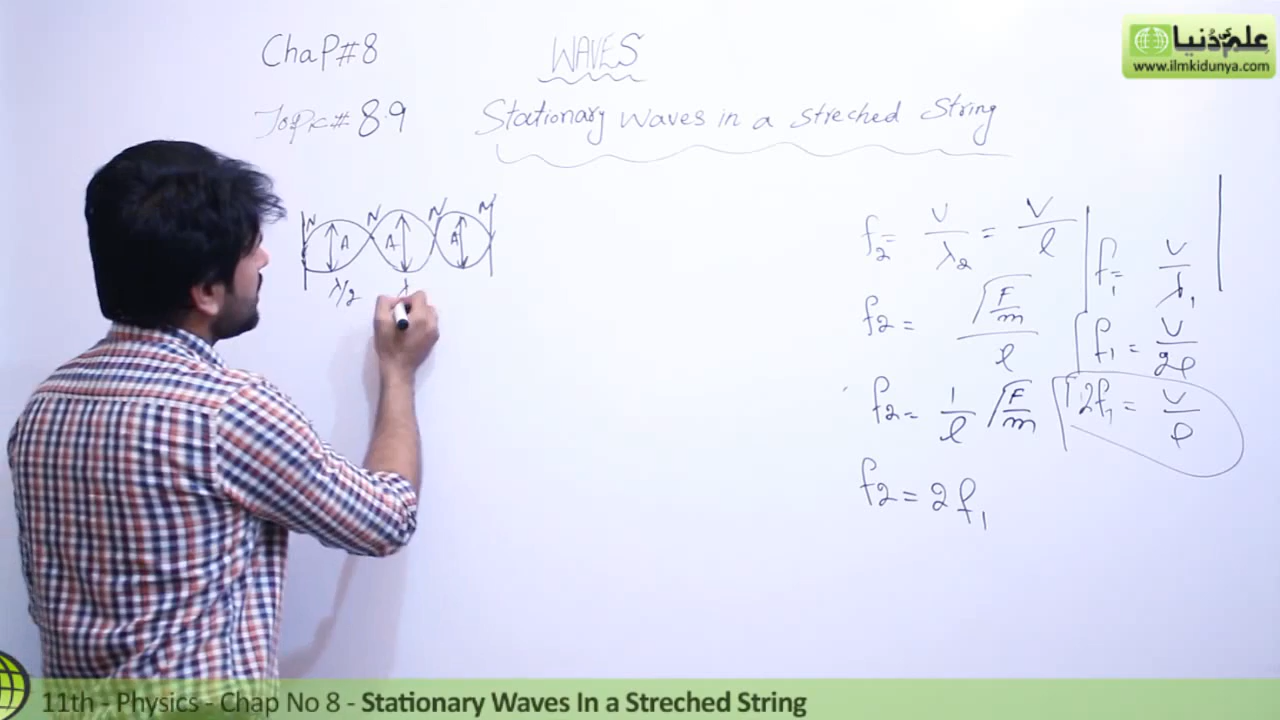 علم کی دنیا
www.ilmkidunya.com
ChaP#8
WAVES
Topic# 8.9
Stationary Waves in a Streched String
N N N N
A A A
λ/2 λ
f2= v/λ2 = v/l
f1= v/λ1
f2= √F/m / l
f1= v/2l
f2= 1/l √F/m
2f1= v/l
f2=2f1
11th - Physics - Chap No 8 - Stationary Waves In a Streched String